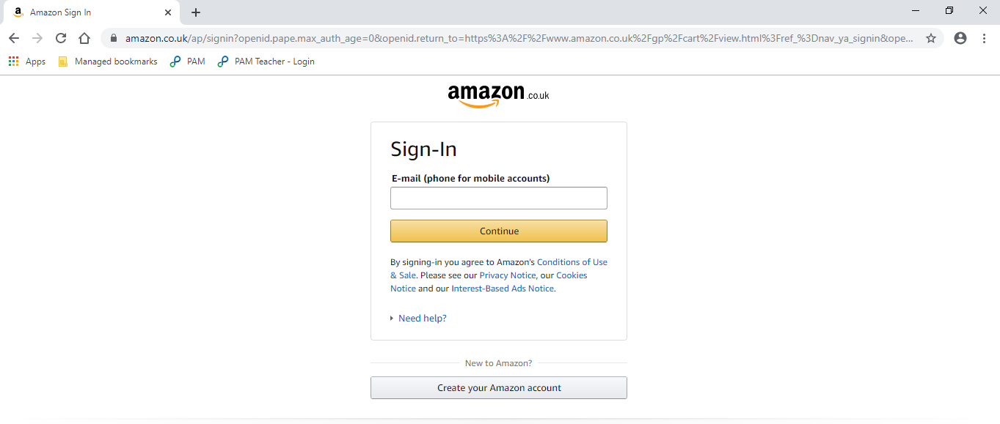 Amazon Sign In
amazon.co.uk/ap/signin?openid.pape.max_auth_age=0&openid.return_to=https%3A%2F%2Fwww.amazon.co.uk%2Fgp%2Fcart%2Fview.html%3Fref_%3Dnav_ya_signin&ope...
Apps Managed bookmarks PAM PAM Teacher - Login
amazon.co.uk
Sign-In
E-mail (phone for mobile accounts)
Continue
By signing-in you agree to Amazon's Conditions of Use
& Sale. Please see our Privacy Notice, our Cookies
Notice and our Interest-Based Ads Notice.
Need help?
New to Amazon?
Create your Amazon account